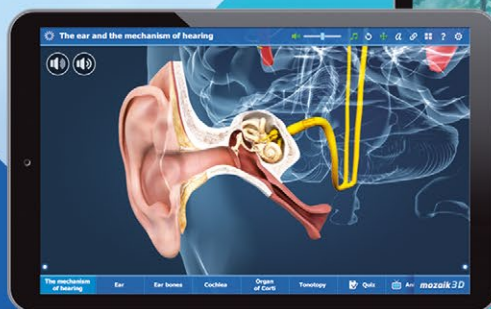 The ear and the mechanism of hearing
a
?
The mechanism
of hearing
Ear
Ear bones
Cochlea
Organ
of Corti
Tonotopy
Quiz
mozaik3D